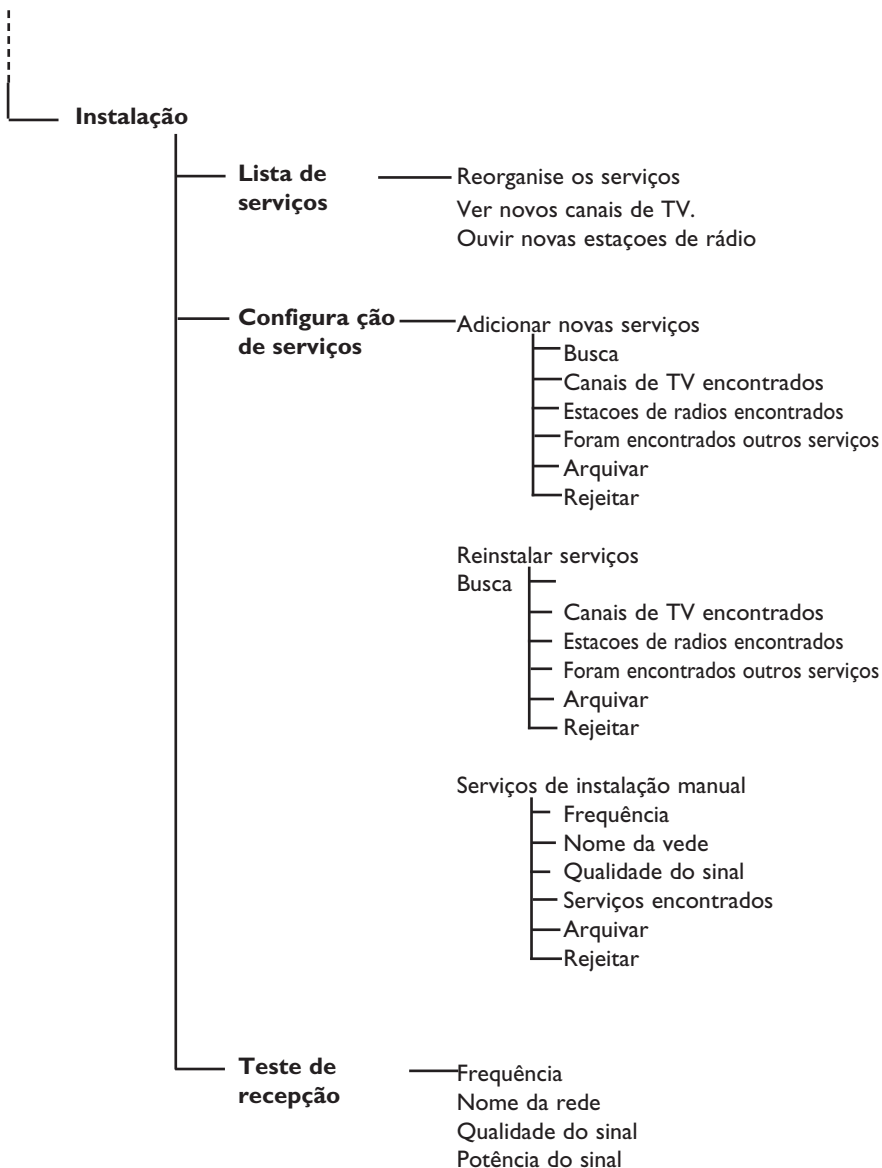 Instalação
Lista de
serviços
Reorganise os serviços
Ver novos canais de TV.
Ouvir novas estaçoes de rádio
Configura ção
de serviços
Adicionar novas serviços
Busca
Canais de TV encontrados
Estacoes de radios encontrados
Foram encontrados outros serviços
Arquivar
Rejeitar
Reinstalar serviços
Busca
Canais de TV encontrados
Estacoes de radios encontrados
Foram encontrados outros serviços
Arquivar
Rejeitar
Serviços de instalação manual
Frequência
Nome da vede
Qualidade do sinal
Serviços encontrados
Arquivar
Rejeitar
Teste de
recepção
Frequência
Nome da rede
Qualidade do sinal
Potência do sinal